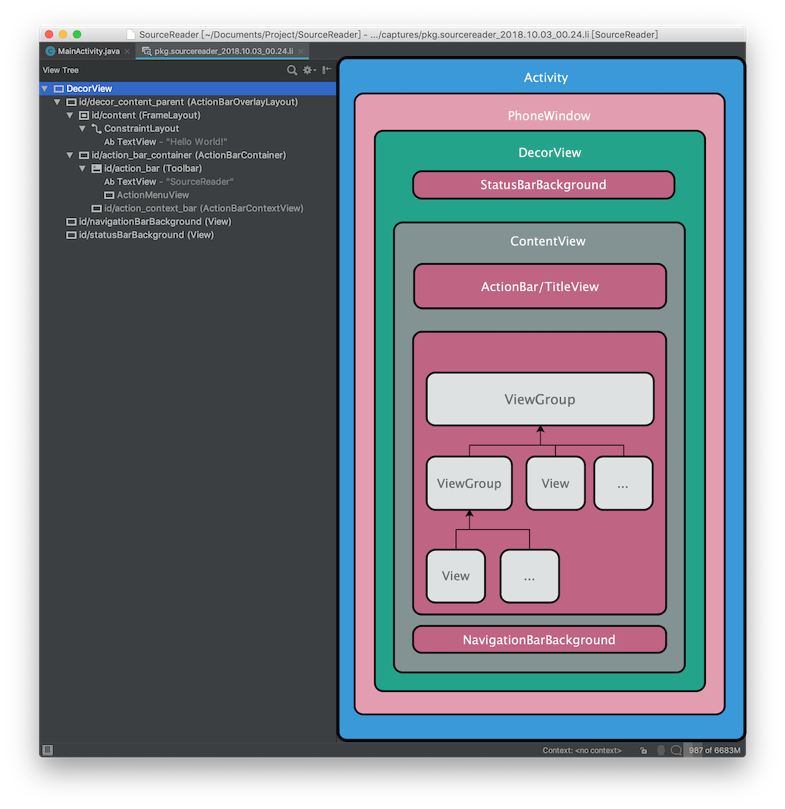 SourceReader [~/Documents/Project/SourceReader] - .../captures/pkg.sourcereader_2018.10.03_00.24.li [SourceReader]
MainActivity.java
pkg.sourcereader_2018.10.03_00.24.li
View Tree
DecorView
id/decor_content_parent (ActionBarOverlayLayout)
id/content (FrameLayout)
ConstraintLayout
Ab TextView - "Hello World!"
id/action_bar_container (ActionBarContainer)
id/action_bar (Toolbar)
Ab TextView - "SourceReader"
ActionMenuView
id/action_context_bar (ActionBarContextView)
id/navigationBarBackground (View)
id/statusBarBackground (View)
Activity
PhoneWindow
DecorView
StatusBarBackground
ContentView
ActionBar/TitleView
ViewGroup
ViewGroup
View
...
View
...
NavigationBarBackground
Context: <no context>
987 of 6683M